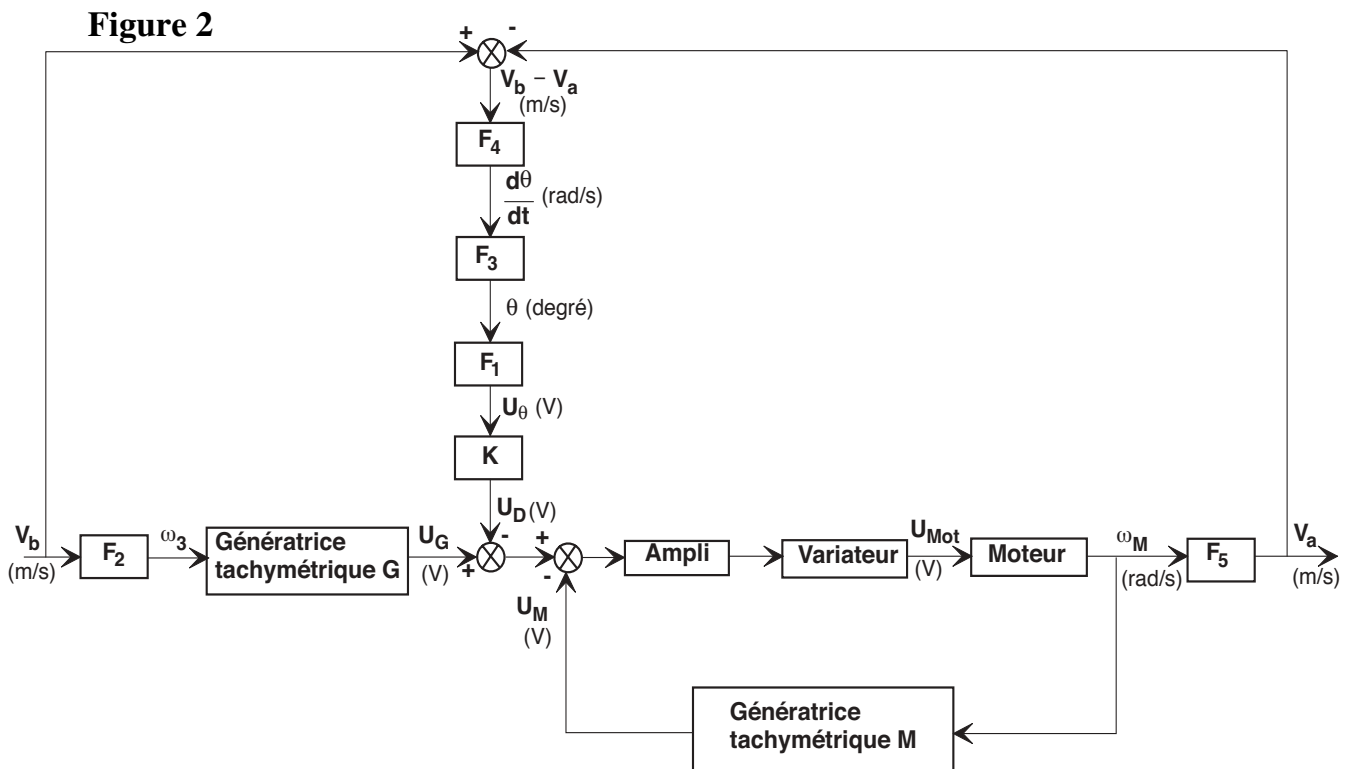 Figure 2
+
-
V_b – V_a
(m/s)
F_4
dθ
dt
(rad/s)
F_3
θ (degré)
F_1
U_θ (V)
K
U_D (V)
V_b
(m/s)
F_2
ω_3
Génératrice
tachymétrique G
U_G
(V)
+
-
+
-
Ampli
Variateur
U_Mot
(V)
Moteur
ω_M
(rad/s)
F_5
V_a
(m/s)
U_M
(V)
Génératrice
tachymétrique M